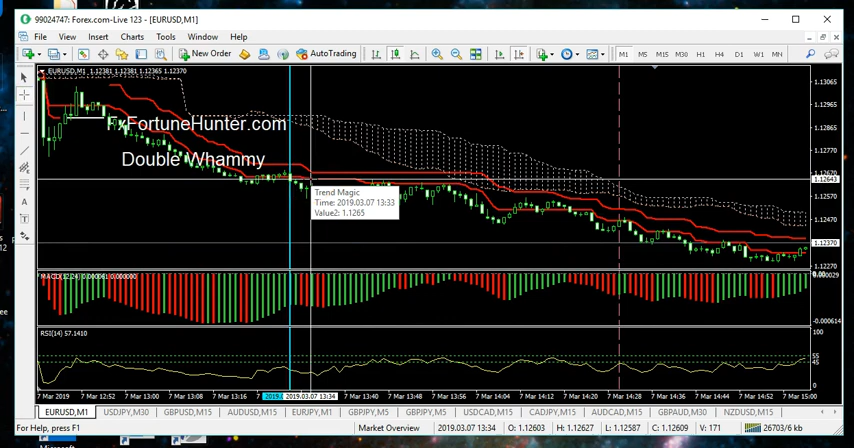 99024747: Forex.com-Live 123 - [EURUSD,M1]
File View Insert Charts Tools Window Help
New Order AutoTrading M1 M5 M15 M30 H1 H4 D1 W1 MN
EURUSD,M1 1.12381 1.12381 1.12365 1.12370
1.13065
1.12965
FxFortuneHunter.com
1.12865
1.12770
Double Whammy
1.12643
Trend Magic
Time: 2019.03.07 13:33
Value2: 1.1265
1.12570
1.12470
1.12370
1.12270
MACD(12,26) 0.000061 0.000000
0.000029
-0.000614
RSI(14) 57.1410
100
55
45
0
7 Mar 2019 7 Mar 12:52 7 Mar 13:00 7 Mar 13:08 7 Mar 13:16 2019. 2019.03.07 13:34 7 Mar 13:40 7 Mar 13:48 7 Mar 13:56 7 Mar 14:04 7 Mar 14:12 7 Mar 14:20 7 Mar 14:28 7 Mar 14:36 7 Mar 14:44 7 Mar 14:52 7 Mar 15:00
EURUSD,M1 USDJPY,M30 GBPUSD,M15 AUDUSD,M15 EURJPY,M1 GBPJPY,M5 GBPJPY,M5 USDCAD,M15 CADJPY,M15 AUDCAD,M15 GBPAUD,M30 NZDUSD,M15
For Help, press F1 Market Overview 2019.03.07 13:34 O: 1.12603 H: 1.12627 L: 1.12587 C: 1.12609 V: 171 26703/6 kb